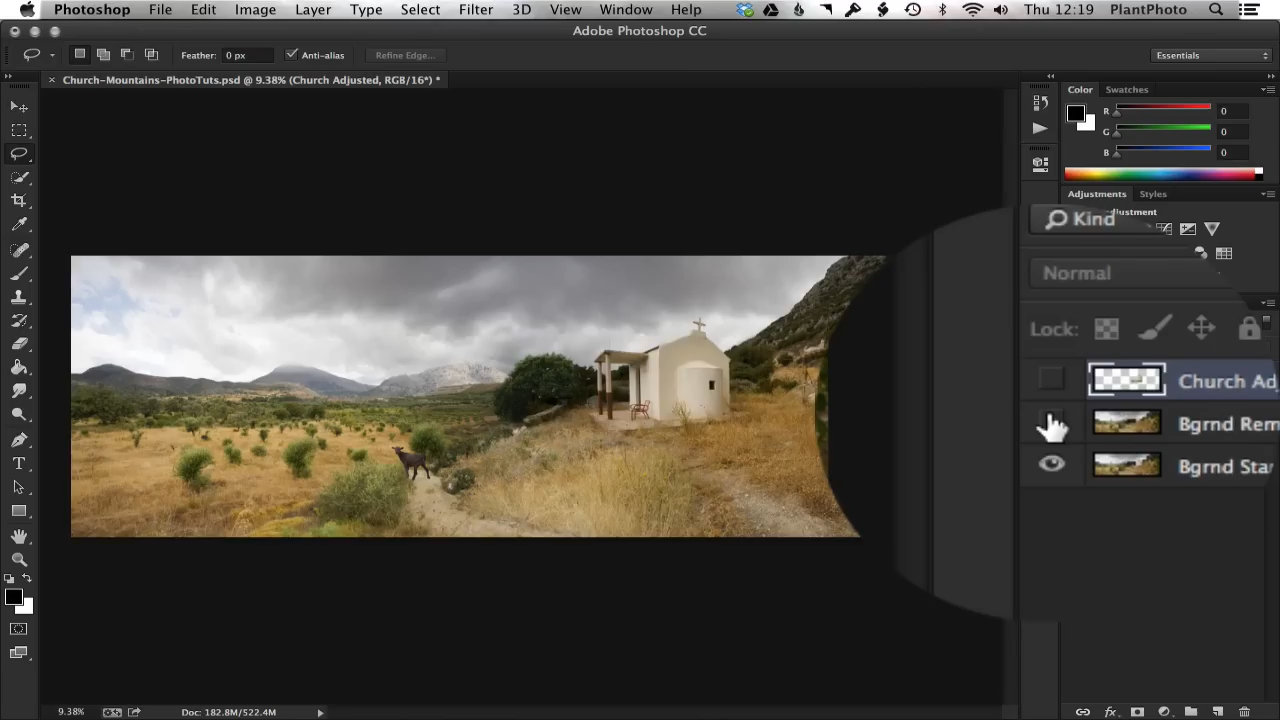 Photoshop File Edit Image Layer Type Select Filter 3D View Window Help Thu 12:19 PlantPhoto
Adobe Photoshop CC
Feather: 0 px Anti-alias Refine Edge... Essentials
Church-Mountains-PhotoTuts.psd @ 9.38% (Church Adjusted, RGB/16*) *
Color Swatches
R 0
G 0
B 0
Adjustments Styles
djustment
Kind
Normal
Lock:
Church Ad
Bgrnd Rem
Bgrnd Star
9.38% Doc: 182.8M/522.4M